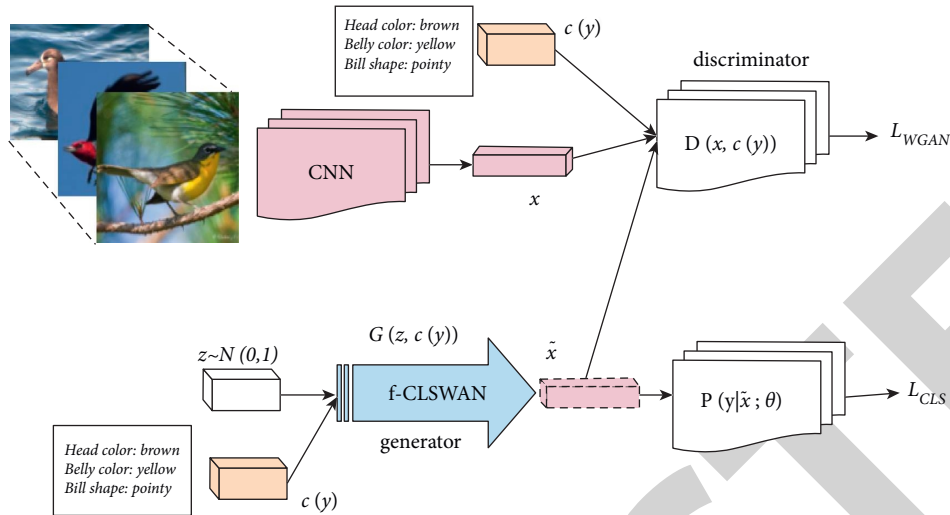 Head color: brown
Belly color: yellow
Bill shape: pointy
c (y)
discriminator
CNN
x
D (x, c (y))
L_WGAN
z~N (0,1)
G (z, c (y))
f-CLSWAN
generator
x̃
P (y|x̃ ; θ)
L_CLS
Head color: brown
Belly color: yellow
Bill shape: pointy
c (y)